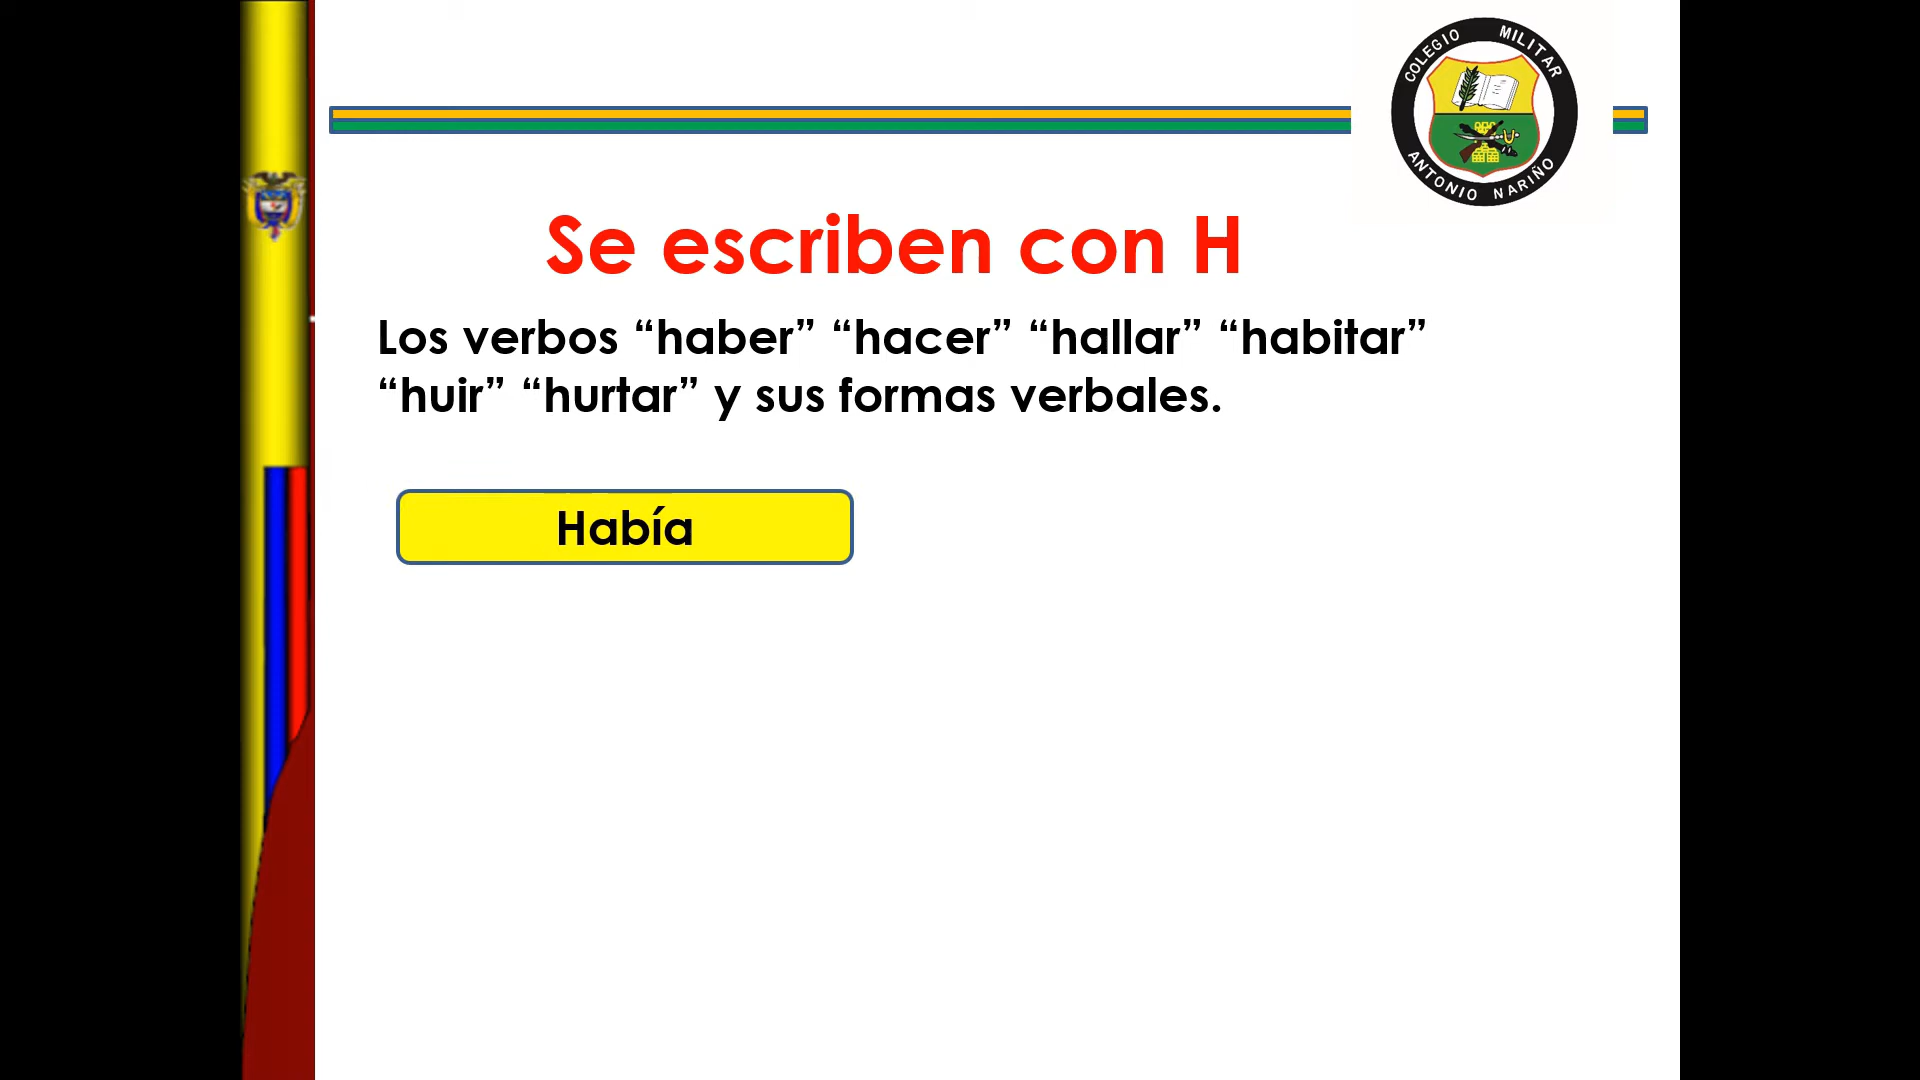 COLEGIO MILITAR
ANTONIO NARIÑO
Se escriben con H
Los verbos “haber” “hacer” “hallar” “habitar”
“huir” “hurtar” y sus formas verbales.
Había